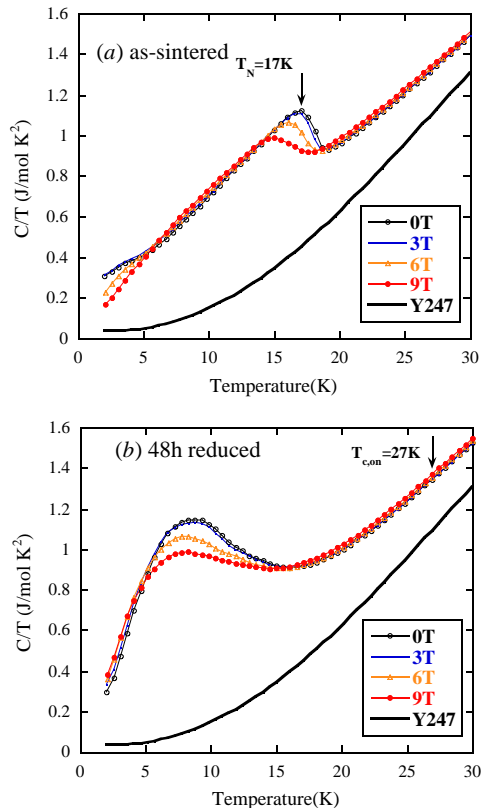 (a) as-sintered
T_N=17K
C/T (J/mol K²)
1.6
1.4
1.2
1
0.8
0.6
0.4
0.2
0
0T
3T
6T
9T
Y247
0 5 10 15 20 25 30
Temperature(K)
(b) 48h reduced
T_c,on=27K
C/T (J/mol K²)
1.6
1.4
1.2
1
0.8
0.6
0.4
0.2
0
0T
3T
6T
9T
Y247
0 5 10 15 20 25 30
Temperature(K)